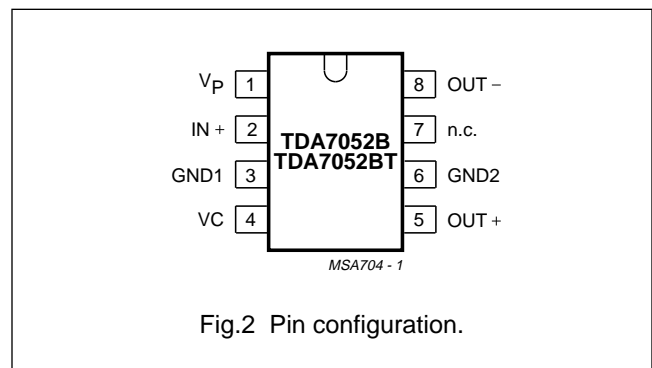 VP 1 8 OUT −
IN + 2 7 n.c.
TDA7052B
TDA7052BT
GND1 3 6 GND2
VC 4 5 OUT +
MSA704 - 1
Fig.2 Pin configuration.